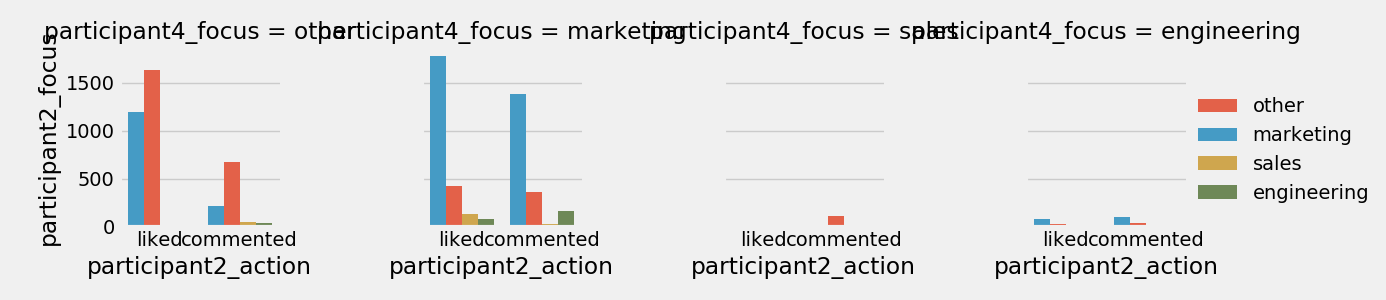 participant4_focus = other
participant4_focus = marketing
participant4_focus = sales
participant4_focus = engineering
participant2_focus
1500
1000
500
0
liked commented
liked commented
liked commented
liked commented
participant2_action
participant2_action
participant2_action
participant2_action
other
marketing
sales
engineering